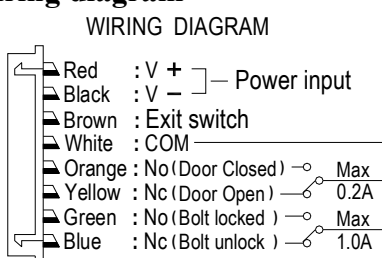 WIRING DIAGRAM
Red : V + Power input
Black : V −
Brown : Exit switch
White : COM
Orange : No (Door Closed) Max
Yellow : Nc (Door Open) 0.2A
Green : No (Bolt locked ) Max
Blue : Nc (Bolt unlock ) 1.0A